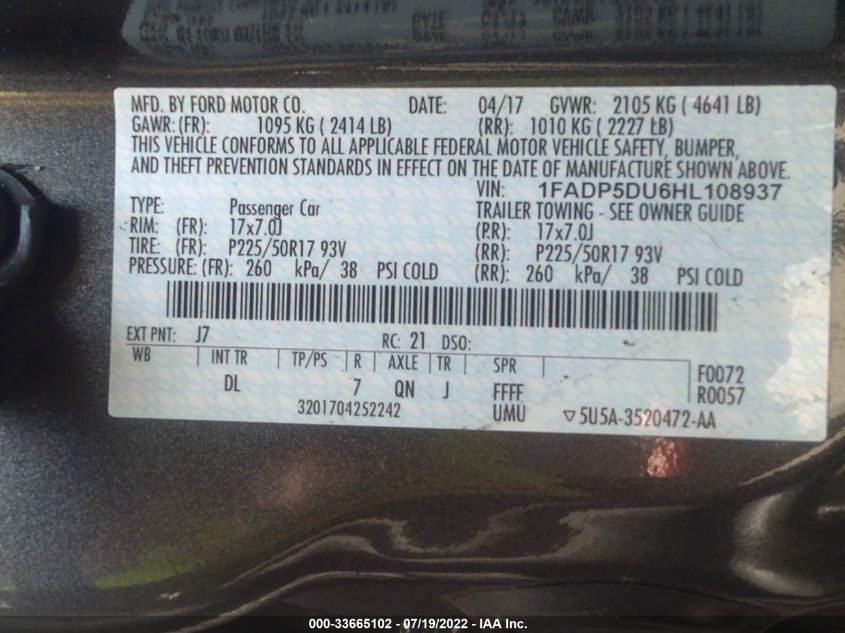 MFD. BY FORD MOTOR CO. DATE: 04/17 GVWR: 2105 KG ( 4641 LB)
GAWR: (FR): 1095 KG ( 2414 LB) (RR): 1010 KG ( 2227 LB)
THIS VEHICLE CONFORMS TO ALL APPLICABLE FEDERAL MOTOR VEHICLE SAFETY, BUMPER,
AND THEFT PREVENTION STANDARDS IN EFFECT ON THE DATE OF MANUFACTURE SHOWN ABOVE.
VIN: 1FADP5DU6HL108937
TYPE: Passenger Car TRAILER TOWING - SEE OWNER GUIDE
RIM: (FR): 17x7.0J (RR): 17x7.0J
TIRE: (FR): P225/50R17 93V (RR): P225/50R17 93V
PRESSURE: (FR): 260 kPa/ 38 PSI COLD (RR): 260 kPa/ 38 PSI COLD
EXT PNT: J7 RC: 21 DSO:
WB INT TR TP/PS R AXLE TR SPR F0072
DL 7 QN J FFFF R0057
3201704252242 UMU ▽5U5A-3520472-AA
000-33665102 - 07/19/2022 - IAA Inc.